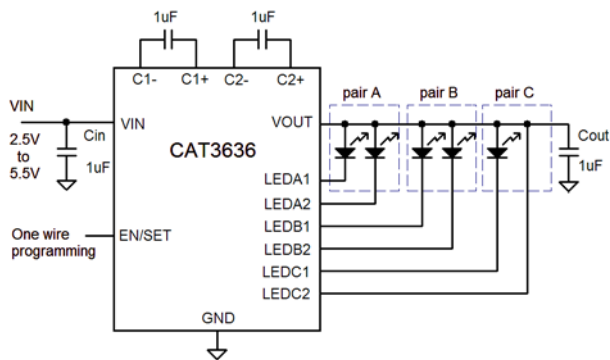 1uF
1uF
C1-
C1+
C2-
C2+
pair A
pair B
pair C
VIN
Cin
VIN
VOUT
Cout
2.5V
to
5.5V
1uF
CAT3636
1uF
LEDA1
LEDA2
One wire
programming
EN/SET
LEDB1
LEDB2
LEDC1
LEDC2
GND